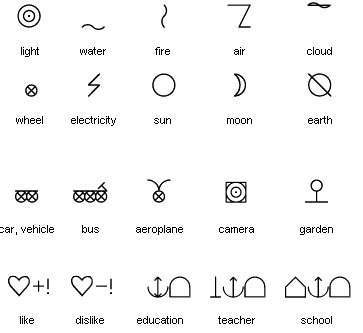 light water fire air cloud
wheel electricity sun moon earth
car, vehicle bus aeroplane camera garden
like dislike education teacher school